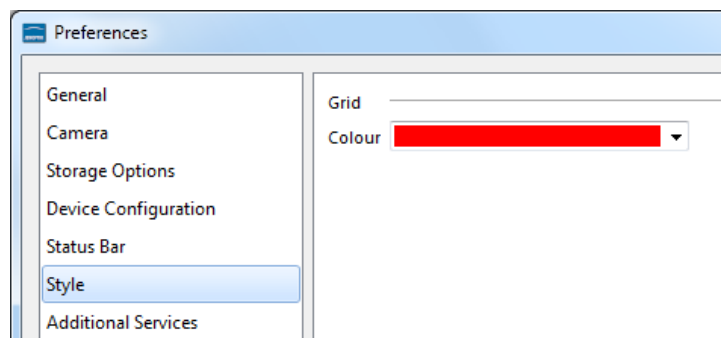 Preferences
General
Camera
Storage Options
Device Configuration
Status Bar
Style
Additional Services
Grid
Colour